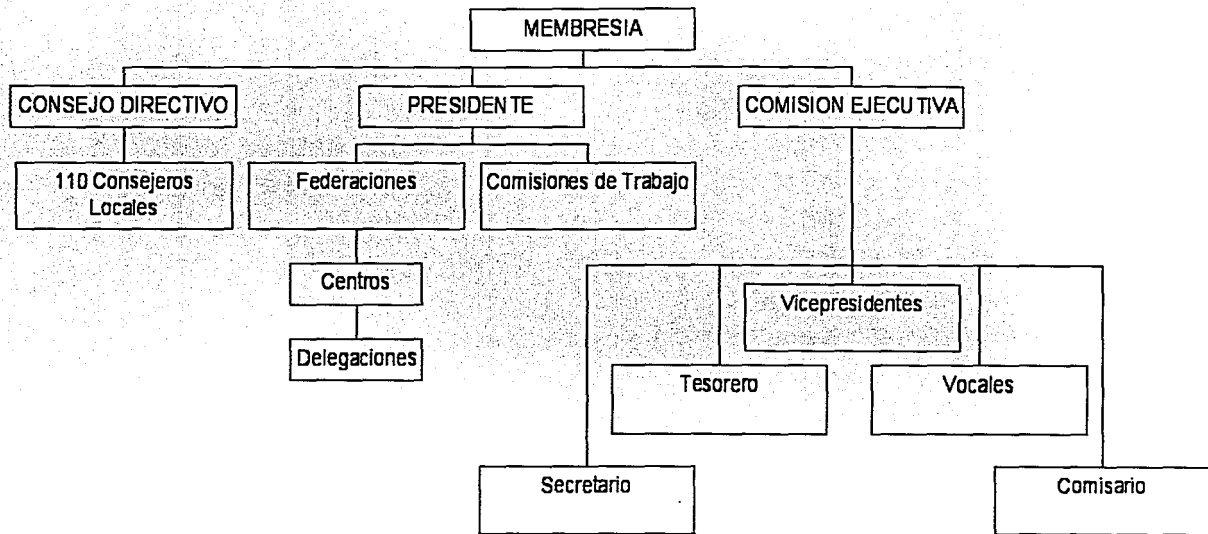 MEMBRESIA
CONSEJO DIRECTIVO
PRESIDENTE
COMISION EJECUTIVA
110 Consejeros
Locales
Federaciones
Comisiones de Trabajo
Centros
Delegaciones
Vicepresidentes
Tesorero
Vocales
Secretario
Comisario